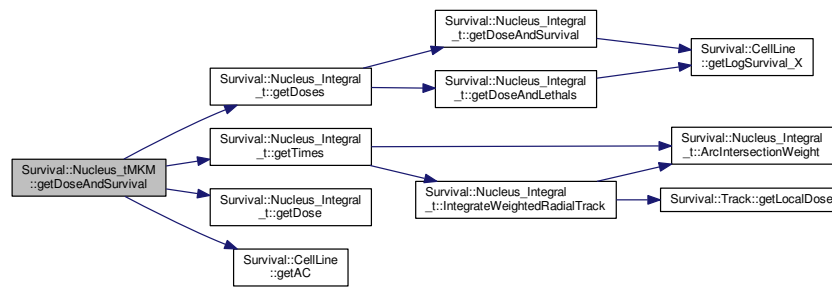 Survival::Nucleus_tMKM
::getDoseAndSurvival
Survival::Nucleus_Integral
_t::getDoses
Survival::Nucleus_Integral
_t::getTimes
Survival::Nucleus_Integral
_t::getDose
Survival::CellLine
::getAC
Survival::Nucleus_Integral
_t::getDoseAndSurvival
Survival::Nucleus_Integral
_t::getDoseAndLethals
Survival::Nucleus_Integral
_t::IntegrateWeightedRadialTrack
Survival::CellLine
::getLogSurvival_X
Survival::Nucleus_Integral
_t::ArcIntersectionWeight
Survival::Track::getLocalDose